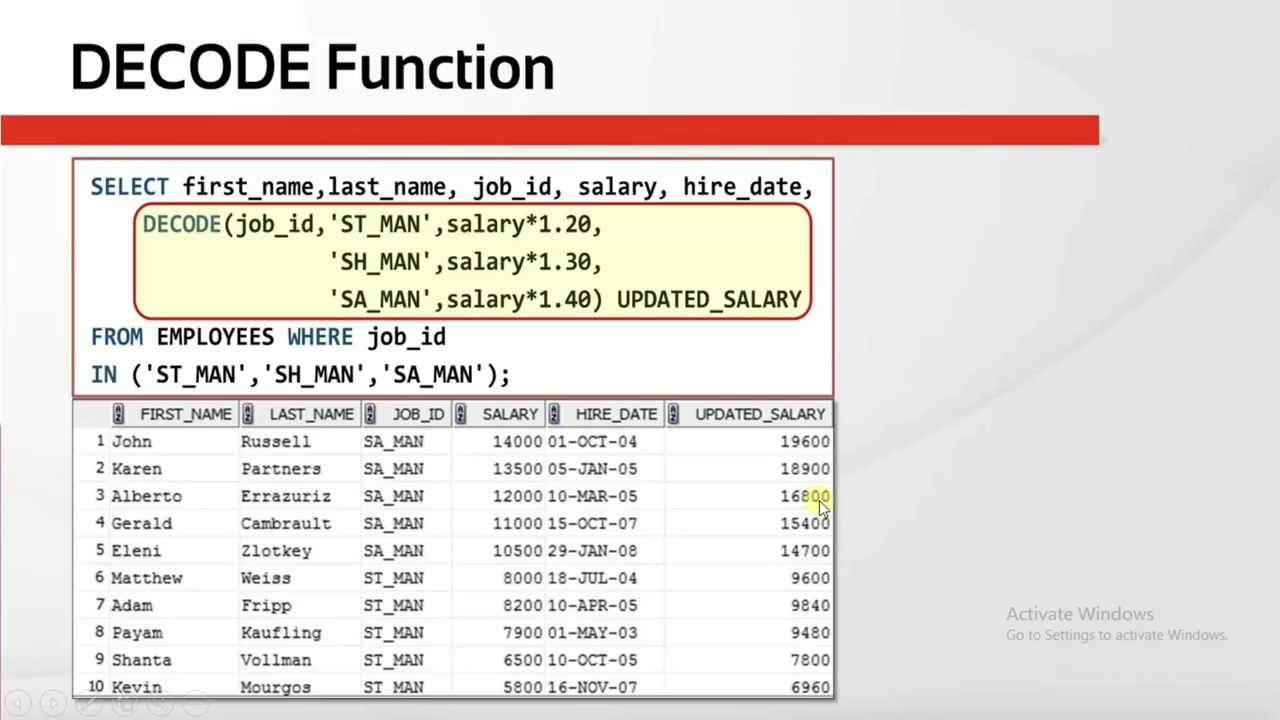 DECODE Function
SELECT first_name,last_name, job_id, salary, hire_date,
DECODE(job_id,'ST_MAN',salary*1.20,
'SH_MAN',salary*1.30,
'SA_MAN',salary*1.40) UPDATED_SALARY
FROM EMPLOYEES WHERE job_id
IN ('ST_MAN','SH_MAN','SA_MAN');
FIRST_NAME LAST_NAME JOB_ID SALARY HIRE_DATE UPDATED_SALARY
1 John Russell SA_MAN 14000 01-OCT-04 19600
2 Karen Partners SA_MAN 13500 05-JAN-05 18900
3 Alberto Errazuriz SA_MAN 12000 10-MAR-05 16800
4 Gerald Cambrault SA_MAN 11000 15-OCT-07 15400
5 Eleni Zlotkey SA_MAN 10500 29-JAN-08 14700
6 Matthew Weiss ST_MAN 8000 18-JUL-04 9600
7 Adam Fripp ST_MAN 8200 10-APR-05 9840
8 Payam Kaufling ST_MAN 7900 01-MAY-03 9480
9 Shanta Vollman ST_MAN 6500 10-OCT-05 7800
10 Kevin Mourgos ST_MAN 5800 16-NOV-07 6960
Activate Windows
Go to Settings to activate Windows.